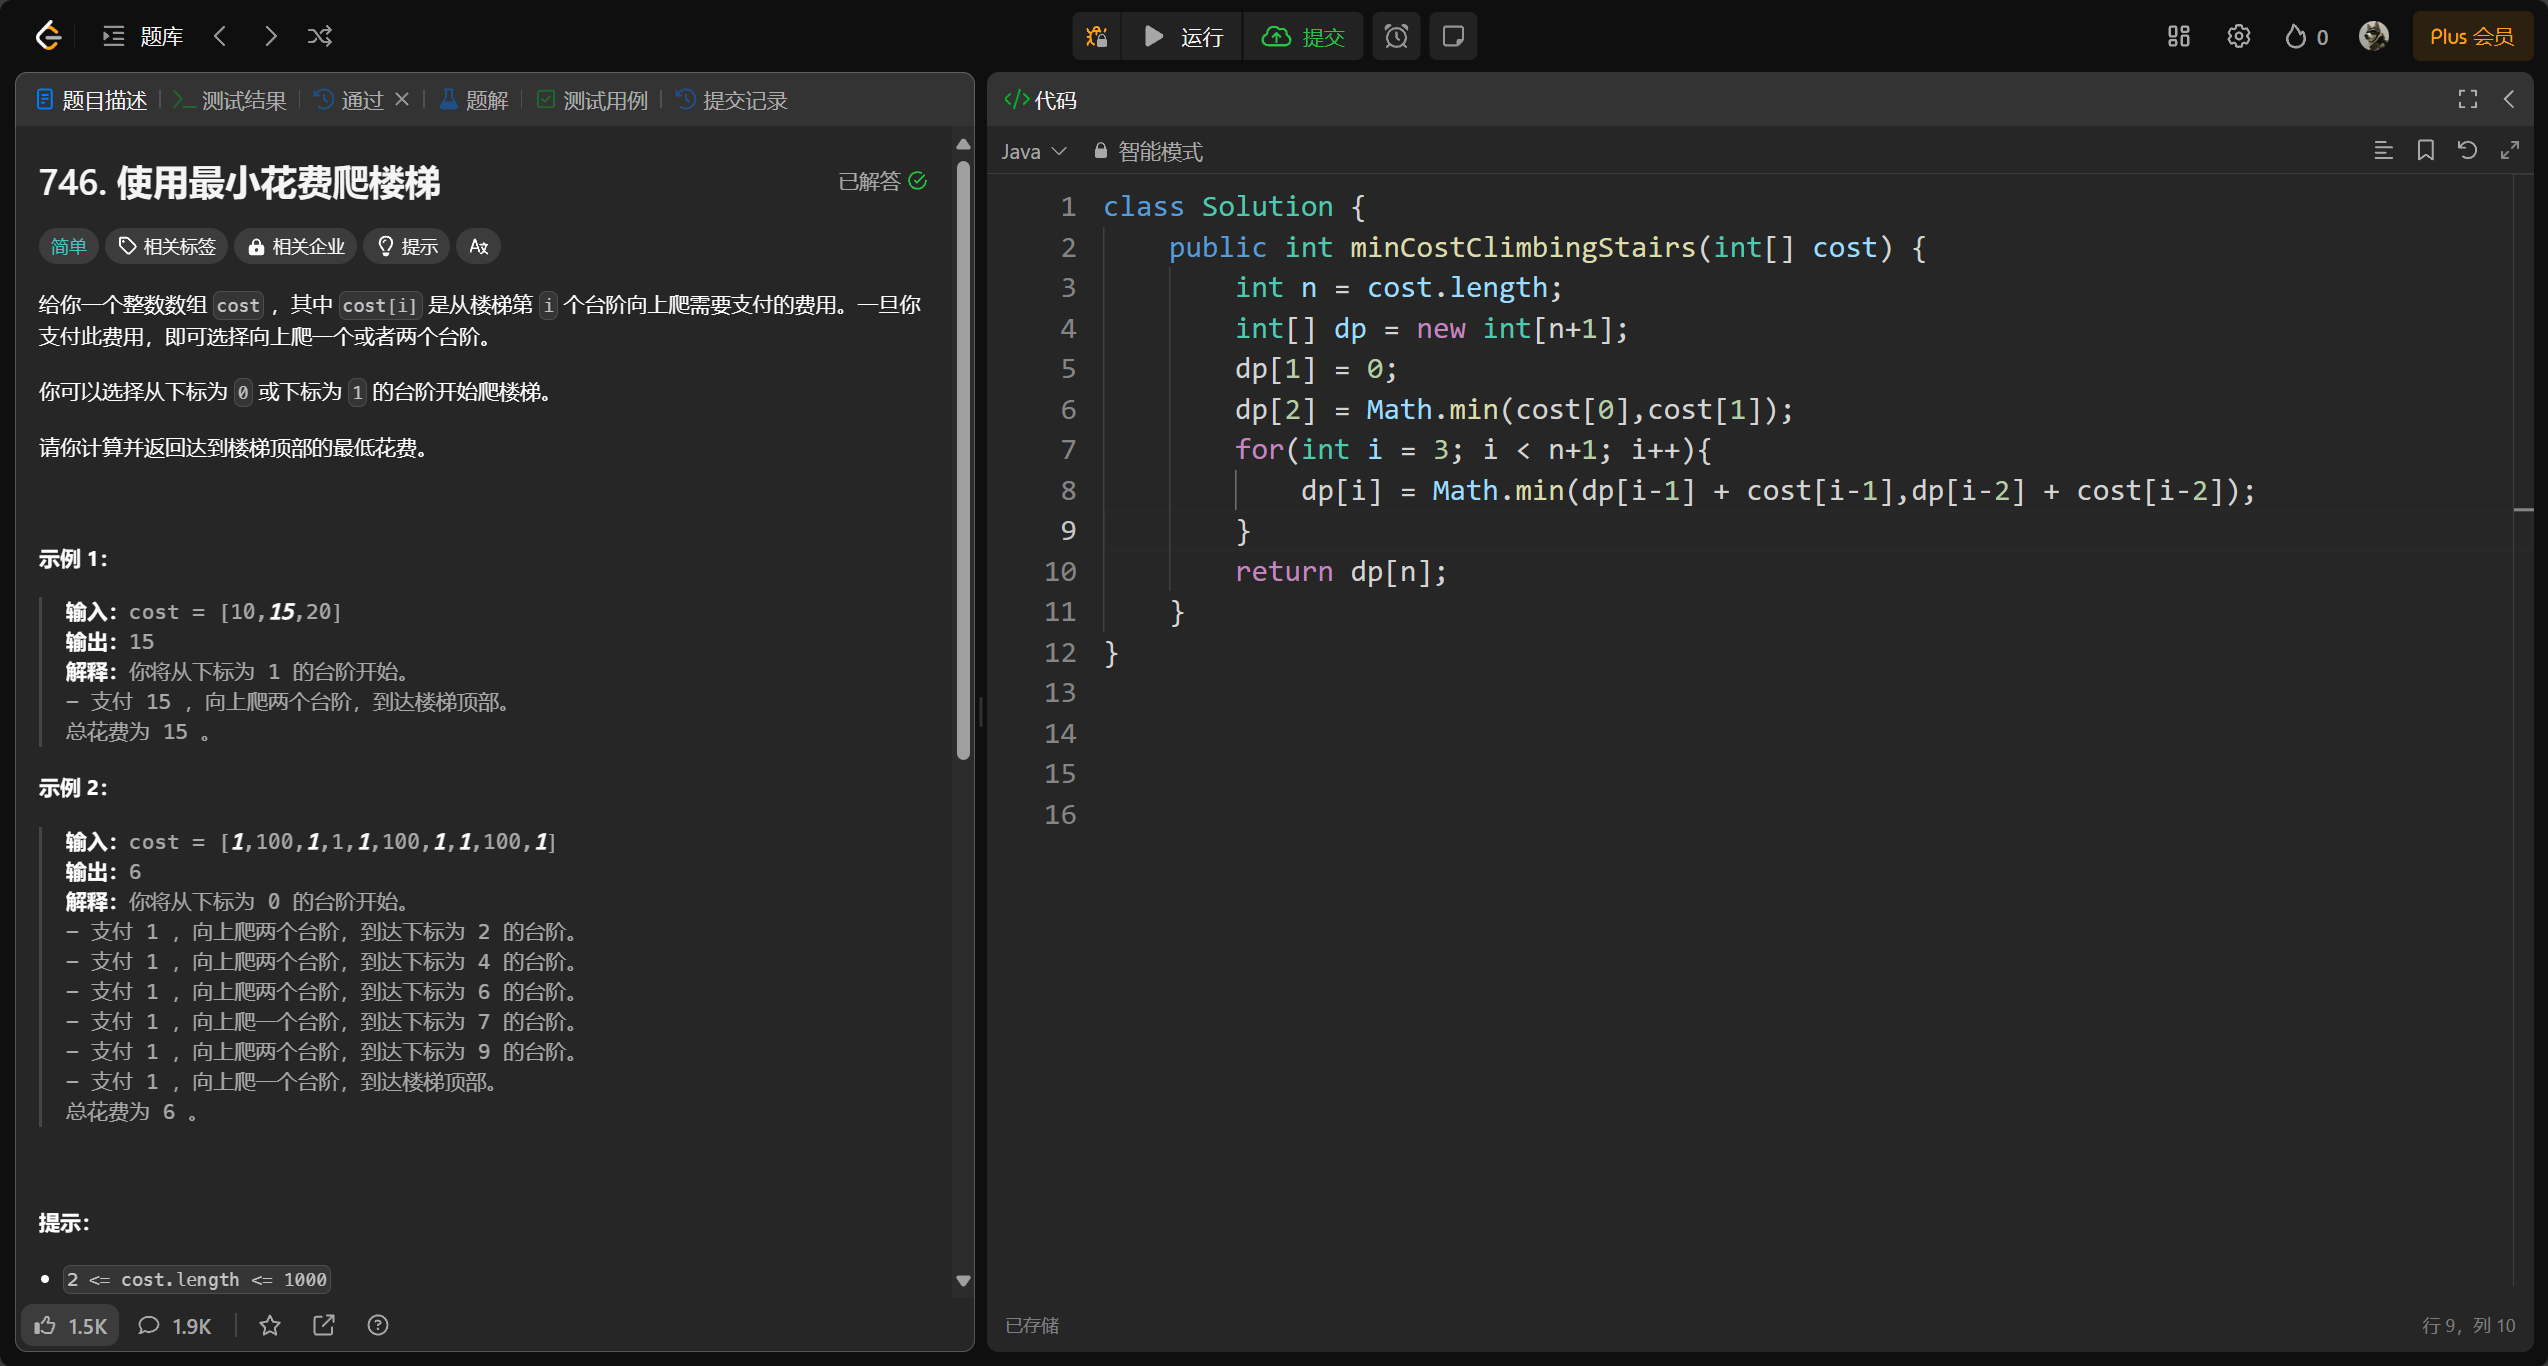 题库
运行
提交
0
Plus 会员
题目描述
测试结果
通过
题解
测试用例
提交记录
746. 使用最小花费爬楼梯
已解答
简单
相关标签
相关企业
提示
给你一个整数数组 cost ，其中 cost[i] 是从楼梯第 i 个台阶向上爬需要支付的费用。一旦你
支付此费用，即可选择向上爬一个或者两个台阶。
你可以选择从下标为 0 或下标为 1 的台阶开始爬楼梯。
请你计算并返回达到楼梯顶部的最低花费。
示例 1：
输入：cost = [10,15,20]
输出：15
解释：你将从下标为 1 的台阶开始。
- 支付 15 ，向上爬两个台阶，到达楼梯顶部。
总花费为 15 。
示例 2：
输入：cost = [1,100,1,1,1,100,1,1,100,1]
输出：6
解释：你将从下标为 0 的台阶开始。
- 支付 1 ，向上爬两个台阶，到达下标为 2 的台阶。
- 支付 1 ，向上爬两个台阶，到达下标为 4 的台阶。
- 支付 1 ，向上爬两个台阶，到达下标为 6 的台阶。
- 支付 1 ，向上爬一个台阶，到达下标为 7 的台阶。
- 支付 1 ，向上爬两个台阶，到达下标为 9 的台阶。
- 支付 1 ，向上爬一个台阶，到达楼梯顶部。
总花费为 6 。
提示：
2 <= cost.length <= 1000
1.5K
1.9K
代码
Java
智能模式
1 class Solution {
2     public int minCostClimbingStairs(int[] cost) {
3         int n = cost.length;
4         int[] dp = new int[n+1];
5         dp[1] = 0;
6         dp[2] = Math.min(cost[0],cost[1]);
7         for(int i = 3; i < n+1; i++){
8             dp[i] = Math.min(dp[i-1] + cost[i-1],dp[i-2] + cost[i-2]);
9         }
10         return dp[n];
11     }
12 }
13
14
15
16
已存储
行 9，列 10